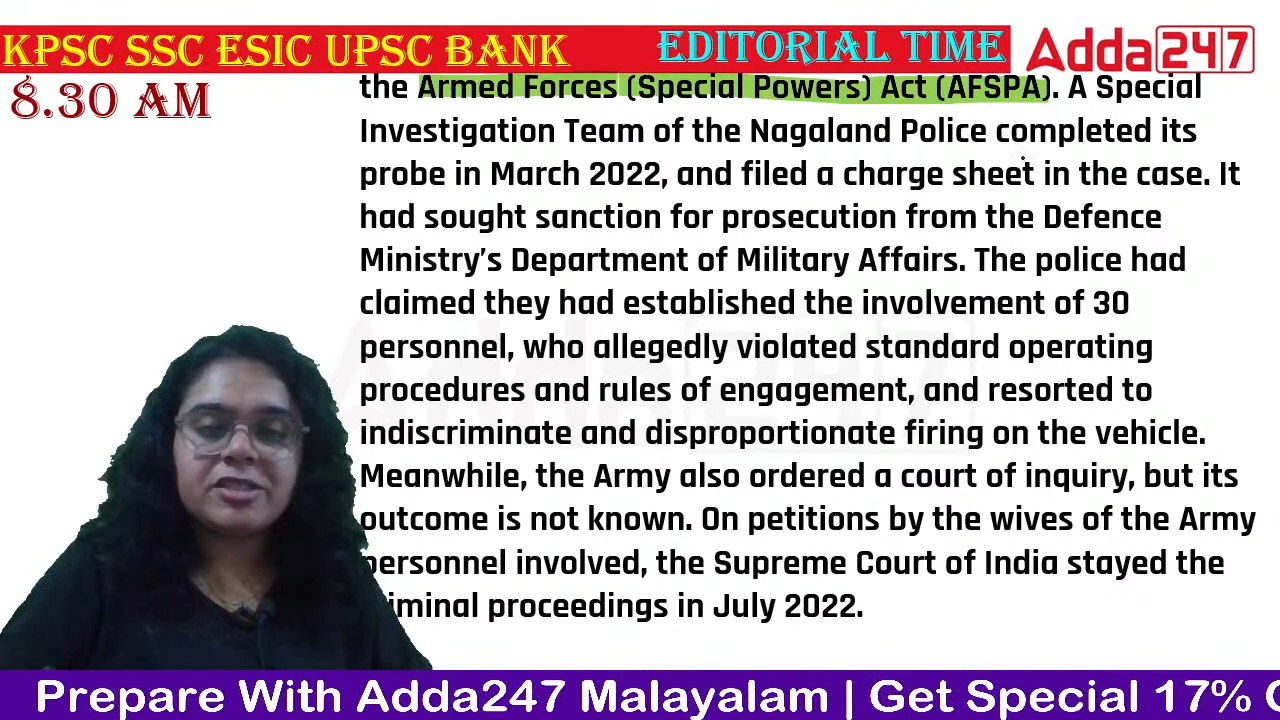 KPSC SSC ESIC UPSC BANK
EDITORIAL TIME
Adda247
8.30 AM
the Armed Forces (Special Powers) Act (AFSPA). A Special
Investigation Team of the Nagaland Police completed its
probe in March 2022, and filed a charge sheet in the case. It
had sought sanction for prosecution from the Defence
Ministry’s Department of Military Affairs. The police had
claimed they had established the involvement of 30
personnel, who allegedly violated standard operating
procedures and rules of engagement, and resorted to
indiscriminate and disproportionate firing on the vehicle.
Meanwhile, the Army also ordered a court of inquiry, but its
outcome is not known. On petitions by the wives of the Army
personnel involved, the Supreme Court of India stayed the
criminal proceedings in July 2022.
Adda247
Prepare With Adda247 Malayalam | Get Special 17%